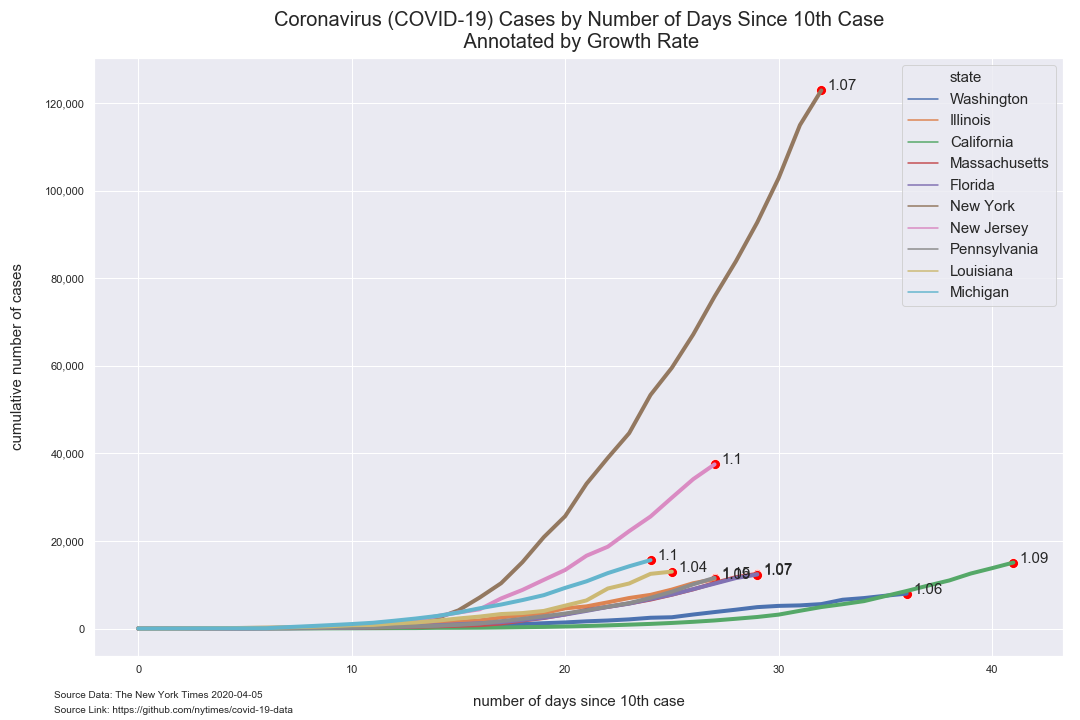 Coronavirus (COVID-19) Cases by Number of Days Since 10th Case
Annotated by Growth Rate
state
Washington
Illinois
California
Massachusetts
Florida
New York
New Jersey
Pennsylvania
Louisiana
Michigan
cumulative number of cases
120,000
100,000
80,000
60,000
40,000
20,000
0
1.07
1.1
1.1
1.04
1.07
1.09
1.06
0
10
20
30
40
number of days since 10th case
Source Data: The New York Times 2020-04-05
Source Link: https://github.com/nytimes/covid-19-data